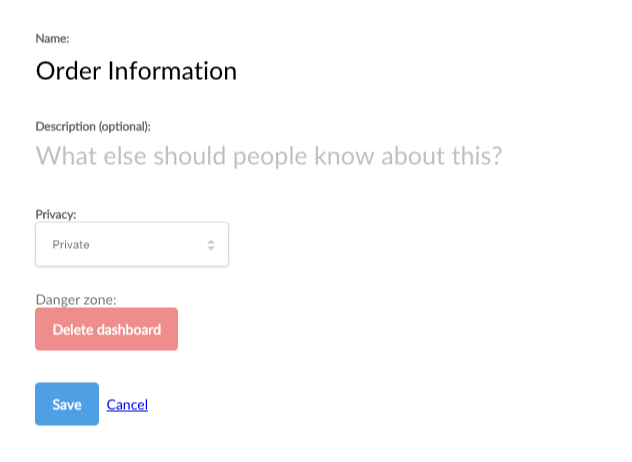 Name:
Order Information
Description (optional):
What else should people know about this?
Privacy:
Private
Danger zone:
Delete dashboard
Save Cancel